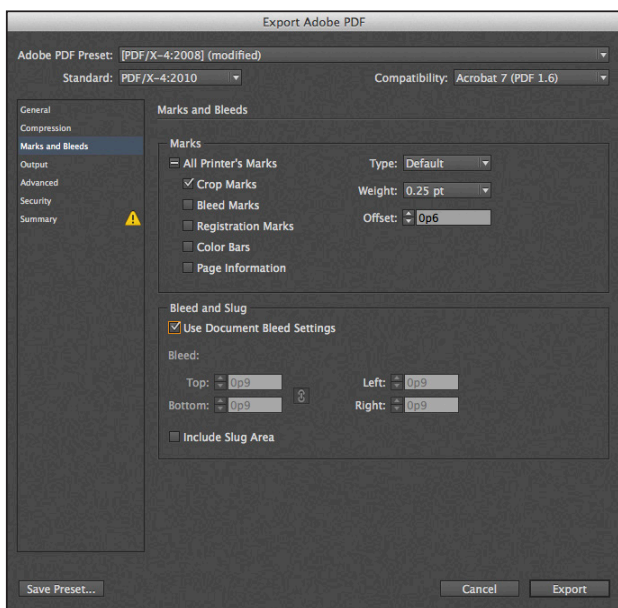 Export Adobe PDF
Adobe PDF Preset: [PDF/X-4:2008] (modified)
Standard: PDF/X-4:2010 Compatibility: Acrobat 7 (PDF 1.6)
General
Compression
Marks and Bleeds
Output
Advanced
Security
Summary
Marks and Bleeds
Marks
All Printer's Marks
Crop Marks
Bleed Marks
Registration Marks
Color Bars
Page Information
Type: Default
Weight: 0.25 pt
Offset: 0p6
Bleed and Slug
Use Document Bleed Settings
Bleed:
Top: 0p9 Left: 0p9
Bottom: 0p9 Right: 0p9
Include Slug Area
Save Preset... Cancel Export